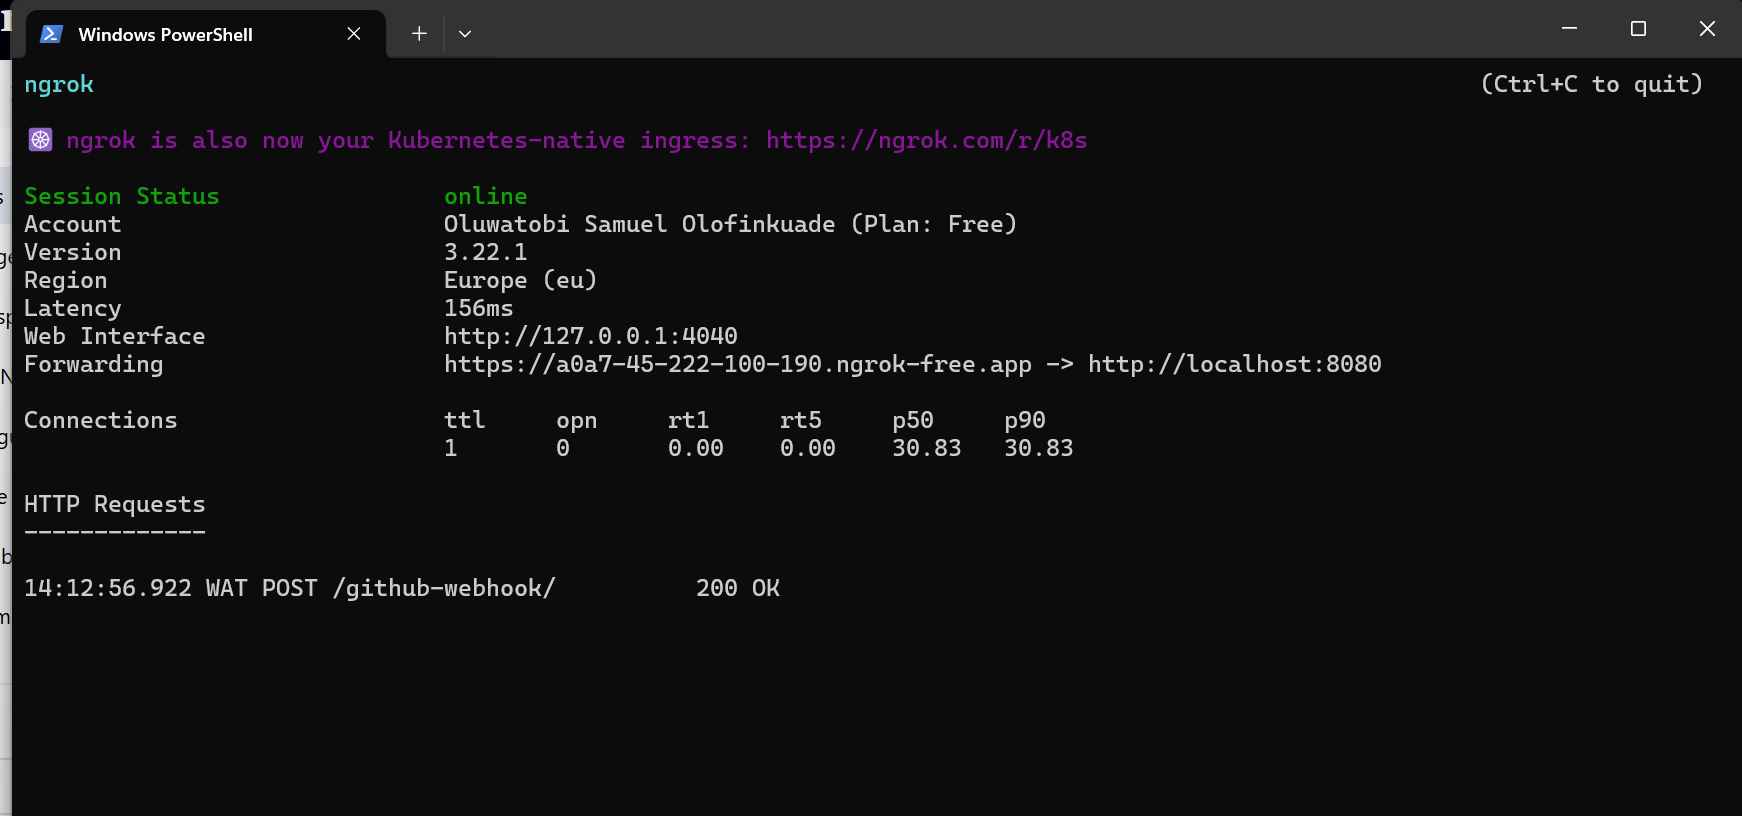 Windows PowerShell
ngrok (Ctrl+C to quit)
ngrok is also now your Kubernetes-native ingress: https://ngrok.com/r/k8s
Session Status online
Account Oluwatobi Samuel Olofinkuade (Plan: Free)
Version 3.22.1
Region Europe (eu)
Latency 156ms
Web Interface http://127.0.0.1:4040
Forwarding https://a0a7-45-222-100-190.ngrok-free.app -> http://localhost:8080
Connections ttl opn rt1 rt5 p50 p90
1 0 0.00 0.00 30.83 30.83
HTTP Requests
-------------
14:12:56.922 WAT POST /github-webhook/ 200 OK